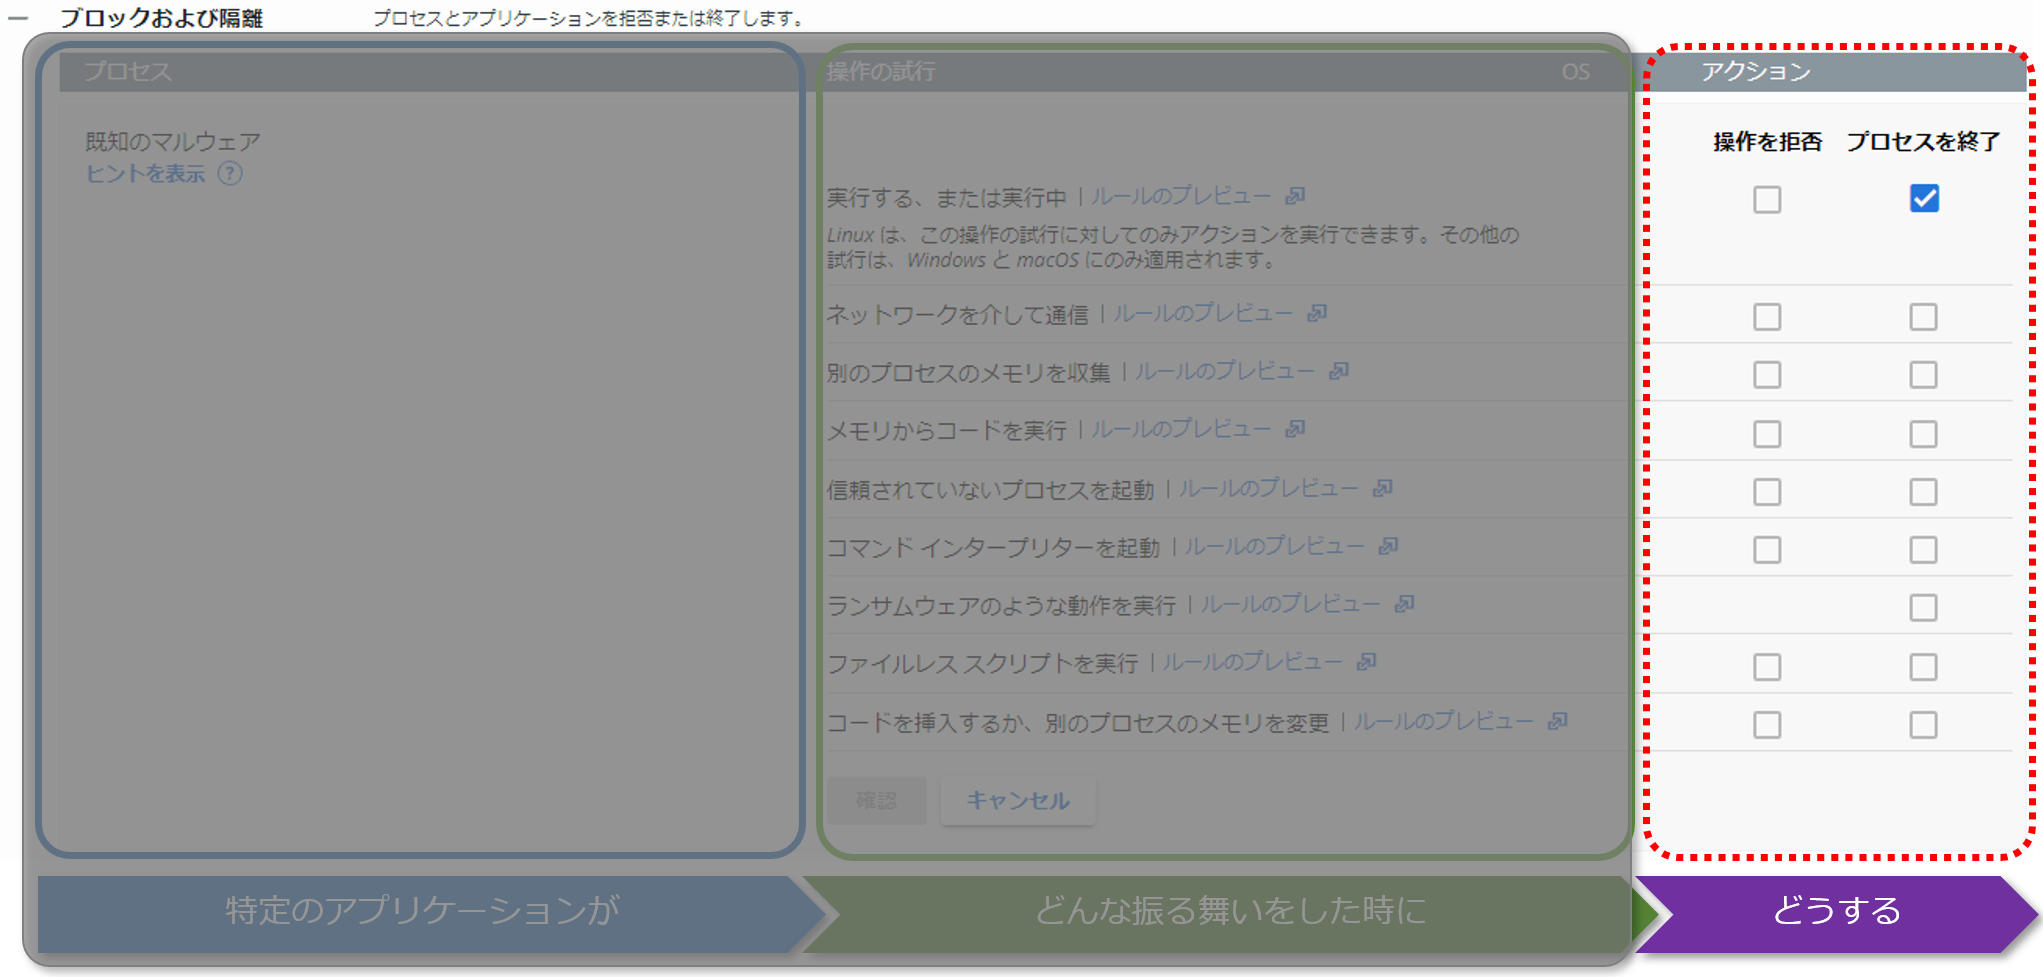 ブロックおよび隔離 プロセスとアプリケーションを拒否または終了します。
プロセス 操作の試行 OS アクション
既知のマルウェア 操作を拒否 プロセスを終了
ヒントを表示 ?
実行する、または実行中 | ルールのプレビュー
Linux は、この操作の試行に対してのみアクションを実行できます。その他の
試行は、Windows と macOS にのみ適用されます。
ネットワークを介して通信 | ルールのプレビュー
別のプロセスのメモリを収集 | ルールのプレビュー
メモリからコードを実行 | ルールのプレビュー
信頼されていないプロセスを起動 | ルールのプレビュー
コマンド インタープリターを起動 | ルールのプレビュー
ランサムウェアのような動作を実行 | ルールのプレビュー
ファイルレス スクリプトを実行 | ルールのプレビュー
コードを挿入するか、別のプロセスのメモリを変更 | ルールのプレビュー
確認 キャンセル
特定のアプリケーションが どんな振る舞いをした時に どうする